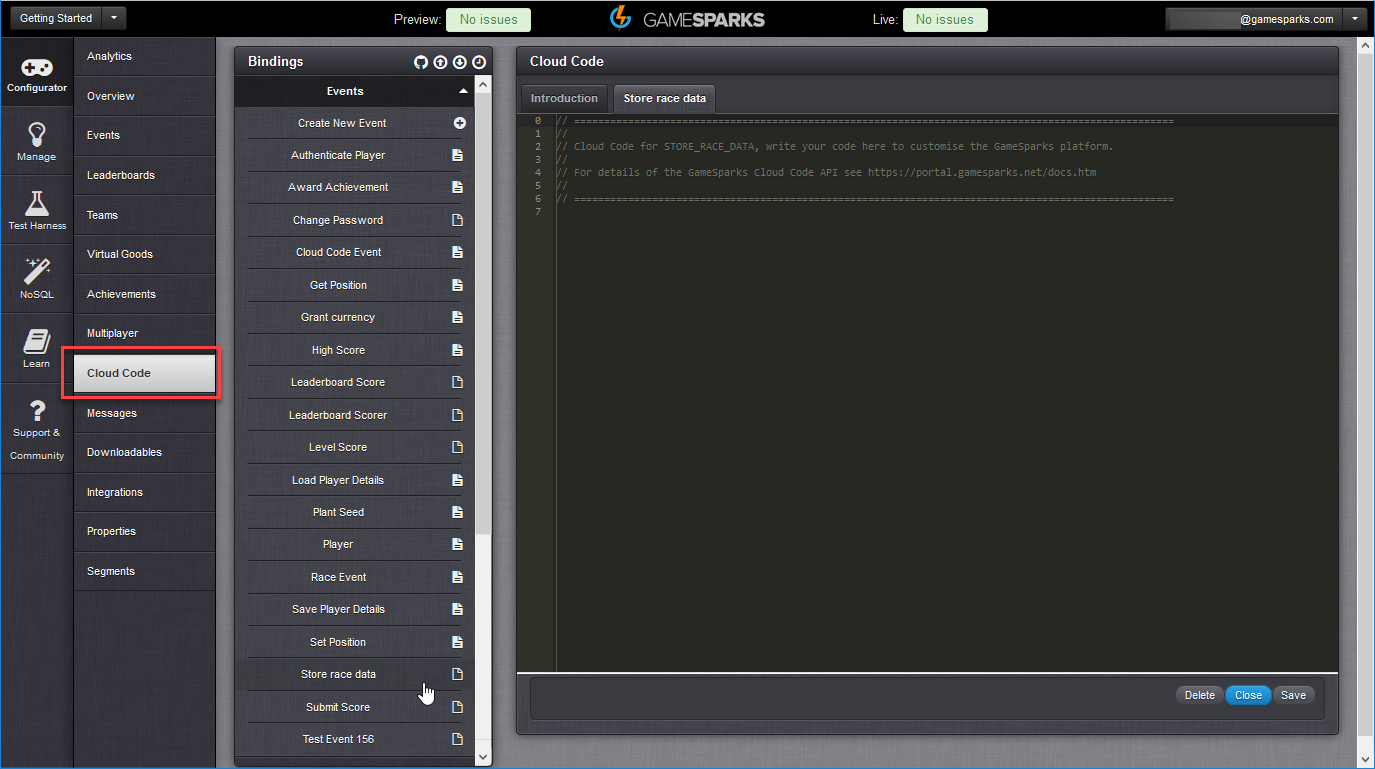 Getting Started
Preview: No issues
GAMESPARKS
Live: No issues
@gamesparks.com
Configurator
Manage
Test Harness
NoSQL
Learn
Support &
Community
Analytics
Overview
Events
Leaderboards
Teams
Virtual Goods
Achievements
Multiplayer
Cloud Code
Messages
Downloadables
Integrations
Properties
Segments
Bindings
Events
Create New Event
Authenticate Player
Award Achievement
Change Password
Cloud Code Event
Get Position
Grant currency
High Score
Leaderboard Score
Leaderboard Scorer
Level Score
Load Player Details
Plant Seed
Player
Race Event
Save Player Details
Set Position
Store race data
Submit Score
Test Event 156
Cloud Code
Introduction
Store race data
0 // ====================================================================================================
1 //
2 // Cloud Code for STORE_RACE_DATA, write your code here to customise the GameSparks platform.
3 //
4 // For details of the GameSparks Cloud Code API see https://portal.gamesparks.net/docs.htm
5 //
6 // ====================================================================================================
7
Delete
Close
Save